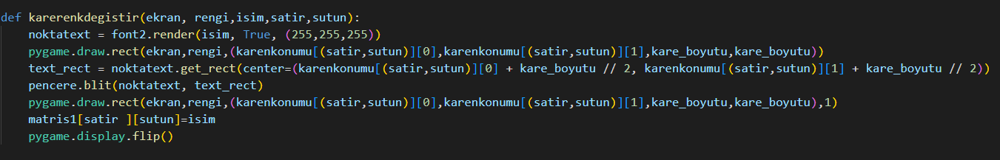 def karerenkdegistir(ekran, rengi,isim,satir,sutun):
    noktatext = font2.render(isim, True, (255,255,255))
    pygame.draw.rect(ekran,rengi,(karenkonumu[(satir,sutun)][0],karenkonumu[(satir,sutun)][1],kare_boyutu,kare_boyutu))
    text_rect = noktatext.get_rect(center=(karenkonumu[(satir,sutun)][0] + kare_boyutu // 2, karenkonumu[(satir,sutun)][1] + kare_boyutu // 2))
    pencere.blit(noktatext, text_rect)
    pygame.draw.rect(ekran,rengi,(karenkonumu[(satir,sutun)][0],karenkonumu[(satir,sutun)][1],kare_boyutu,kare_boyutu),1)
    matris1[satir ][sutun]=isim
    pygame.display.flip()